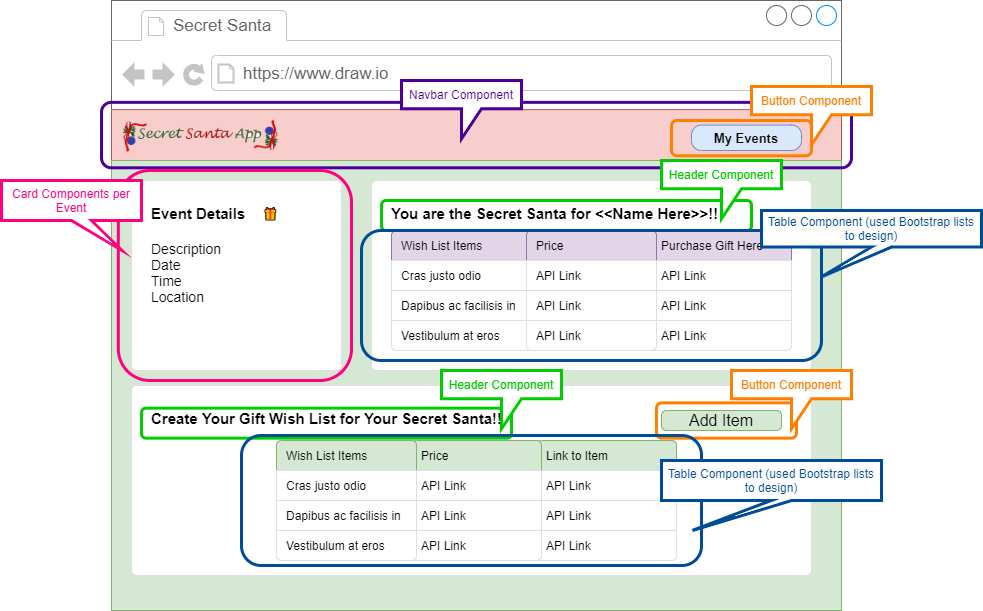 Secret Santa
https://www.draw.io
Navbar Component
Button Component
Secret Santa App
My Events
Header Component
Card Components per
Event
Event Details
Description
Date
Time
Location
You are the Secret Santa for <<Name Here>>!!
Table Component (used Bootstrap lists
to design)
Wish List Items Price Purchase Gift Here
Cras justo odio API Link API Link
Dapibus ac facilisis in API Link API Link
Vestibulum at eros API Link API Link
Header Component
Button Component
Create Your Gift Wish List for Your Secret Santa!!
Add Item
Wish List Items Price Link to Item
Table Component (used Bootstrap lists
to design)
Cras justo odio API Link API Link
Dapibus ac facilisis in API Link API Link
Vestibulum at eros API Link API Link